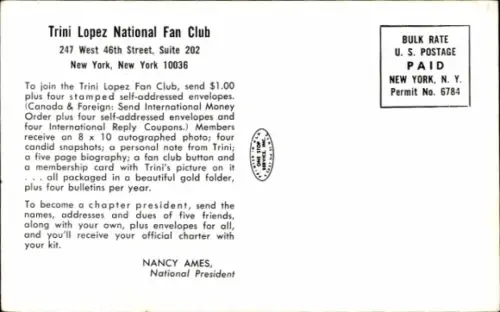 Trini Lopez National Fan Club
247 West 46th Street, Suite 202
New York, New York 10036
To join the Trini Lopez Fan Club, send $1.00
plus four stamped self-addressed envelopes.
(Canada & Foreign: Send International Money
Order plus four self-addressed envelopes and
four International Reply Coupons.) Members
receive an 8 x 10 autographed photo; four
candid snapshots; a personal note from Trini;
a five page biography; a fan club button and
a membership card with Trini's picture on it
. . . all packaged in a beautiful gold folder,
plus four bulletins per year.
To become a chapter president, send the
names, addresses and dues of five friends,
along with your own, plus envelopes for all,
and you'll receive your official charter with
your kit.
NANCY AMES,
National President
ONE STOP
SERVICE, INC.
BULK RATE
U. S. POSTAGE
PAID
NEW YORK, N. Y.
Permit No. 6784